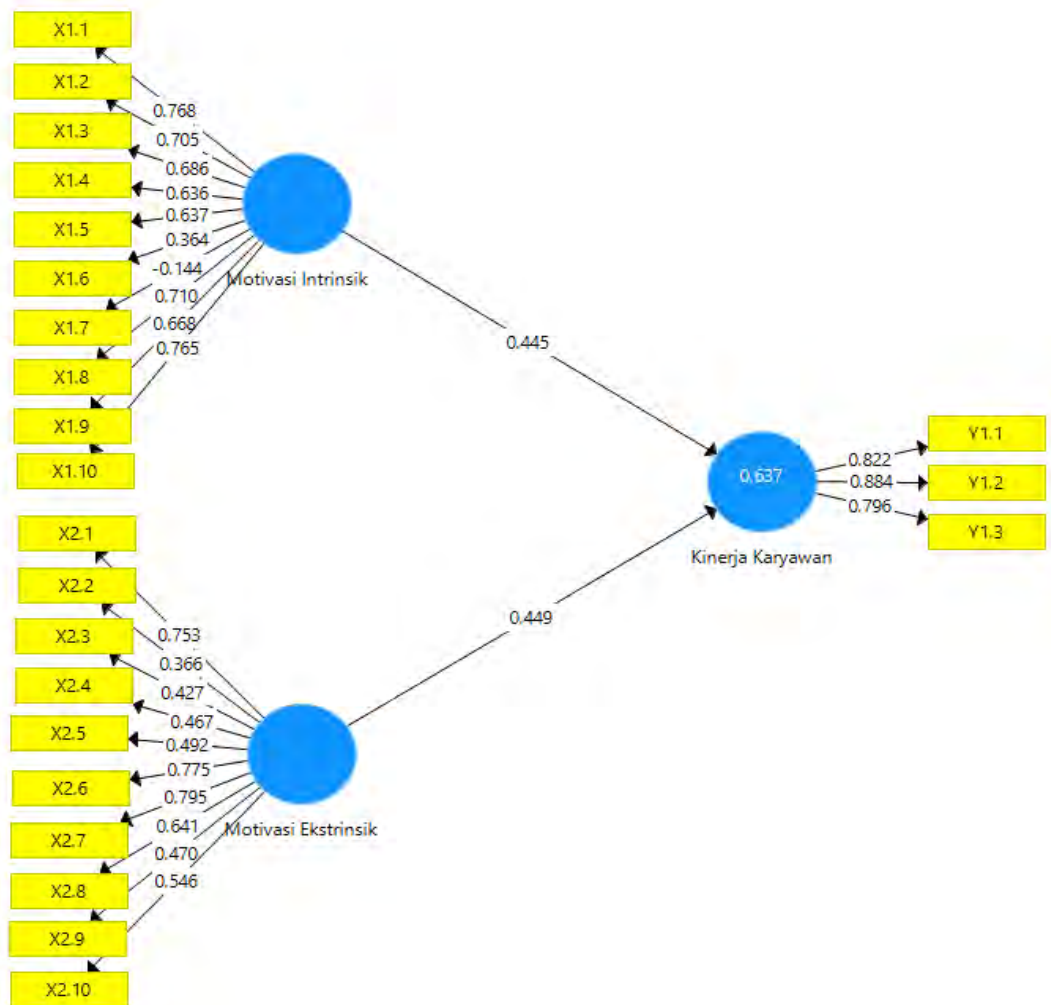 X1.1
X1.2
X1.3
X1.4
X1.5
X1.6
X1.7
X1.8
X1.9
X1.10
0.768
0.705
0.686
0.636
0.637
0.364
-0.144
0.710
0.668
0.765
Motivasi Intrinsik
0.445
X2.1
X2.2
X2.3
X2.4
X2.5
X2.6
X2.7
X2.8
X2.9
X2.10
0.753
0.366
0.427
0.467
0.492
0.775
0.795
0.641
0.470
0.546
Motivasi Ekstrinsik
0.449
0.637
Kinerja Karyawan
0.822
0.884
0.796
Y1.1
Y1.2
Y1.3